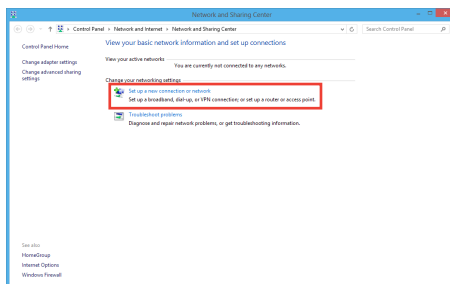 Network and Sharing Center
Control Panel › Network and Internet › Network and Sharing Center
Search Control Panel
Control Panel Home
Change adapter settings
Change advanced sharing
settings
View your basic network information and set up connections
View your active networks
You are currently not connected to any networks.
Change your networking settings
Set up a new connection or network
Set up a broadband, dial-up, or VPN connection; or set up a router or access point.
Troubleshoot problems
Diagnose and repair network problems, or get troubleshooting information.
See also
HomeGroup
Internet Options
Windows Firewall